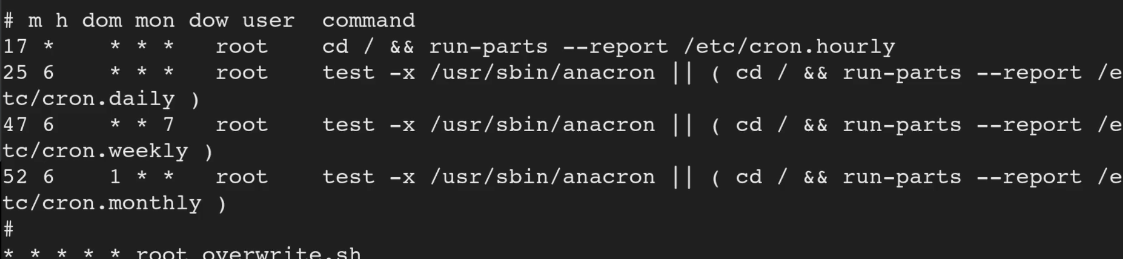 # m h dom mon dow user  command
17 *    * * *   root    cd / && run-parts --report /etc/cron.hourly
25 6    * * *   root    test -x /usr/sbin/anacron || ( cd / && run-parts --report /e
tc/cron.daily )
47 6    * * 7   root    test -x /usr/sbin/anacron || ( cd / && run-parts --report /e
tc/cron.weekly )
52 6    1 * *   root    test -x /usr/sbin/anacron || ( cd / && run-parts --report /e
tc/cron.monthly )
#
* * * * * root overwrite.sh